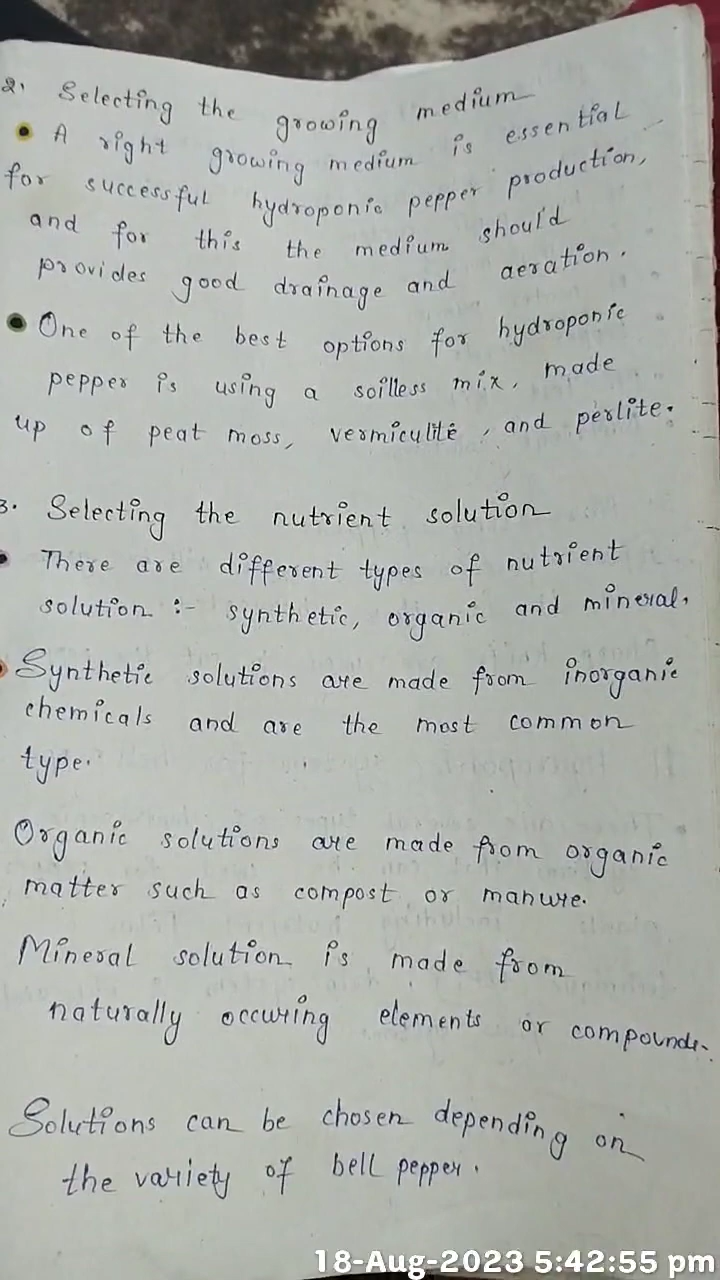 2. Selecting the growing medium
• A right growing medium is essential
for successful hydroponic pepper production,
and for this the medium should
provides good drainage and aeration.
• One of the best options for hydroponic
pepper is using a soilless mix, made
up of peat moss, vermiculite, and perlite.
3. Selecting the nutrient solution
• There are different types of nutrient
solution :- synthetic, organic and mineral.
• Synthetic solutions are made from inorganic
chemicals and are the most common
type.
Organic solutions are made from organic
matter such as compost or manure.
Mineral solution is made from
naturally occuring elements or compounds.
Solutions can be chosen depending on
the variety of bell pepper.
18-Aug-2023 5:42:55 pm